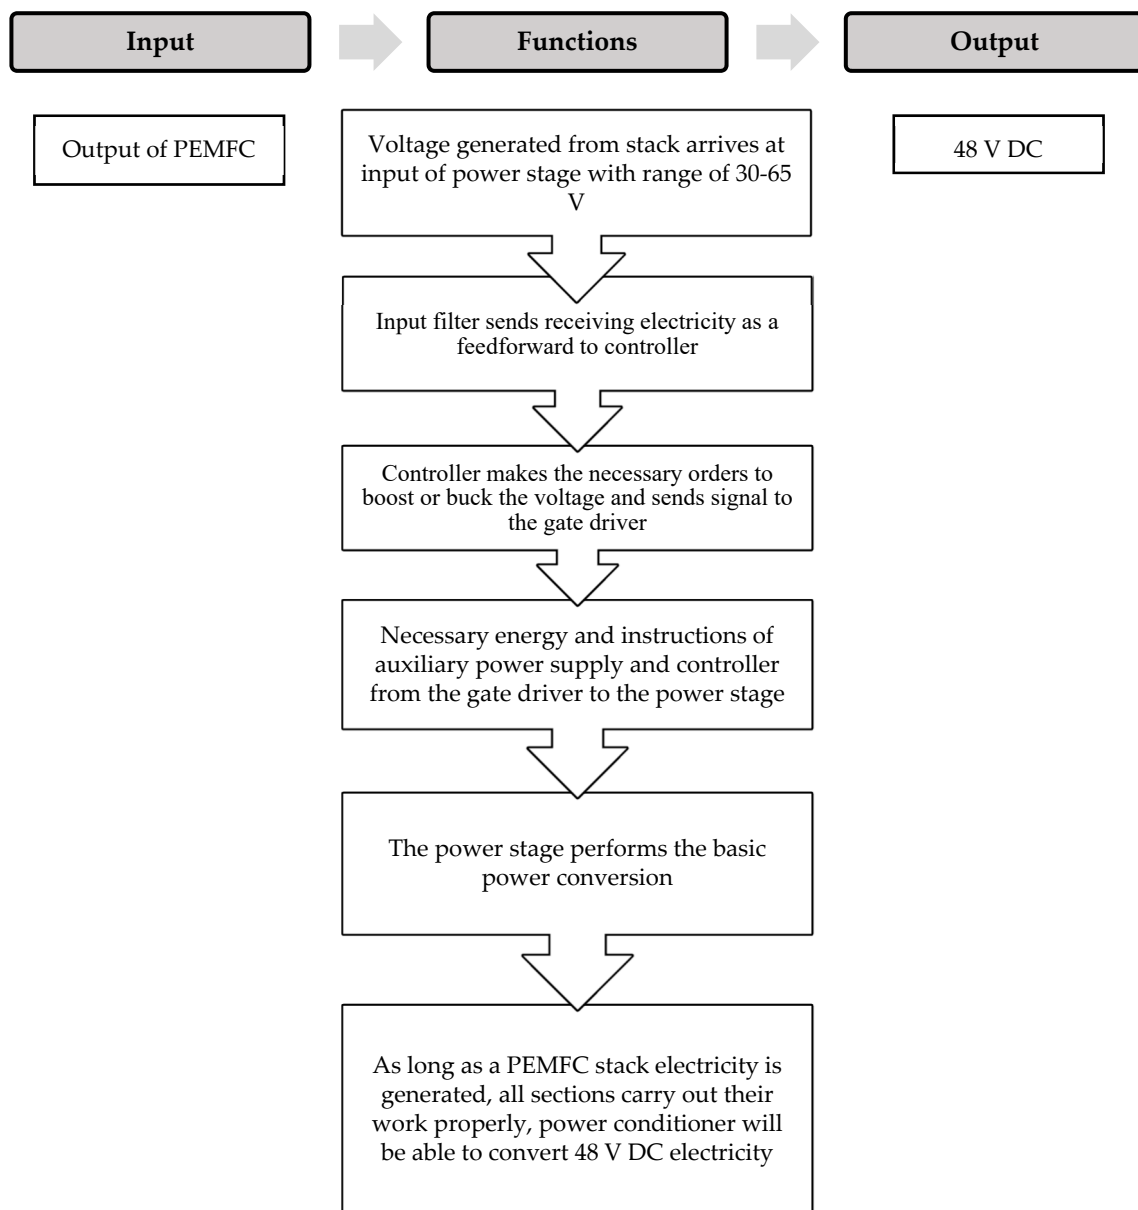 Input
Functions
Output
Output of PEMFC
Voltage generated from stack arrives at
input of power stage with range of 30-65
V
48 V DC
Input filter sends receiving electricity as a
feedforward to controller
Controller makes the necessary orders to
boost or buck the voltage and sends signal to
the gate driver
Necessary energy and instructions of
auxiliary power supply and controller
from the gate driver to the power stage
The power stage performs the basic
power conversion
As long as a PEMFC stack electricity is
generated, all sections carry out their
work properly, power conditioner will
be able to convert 48 V DC electricity